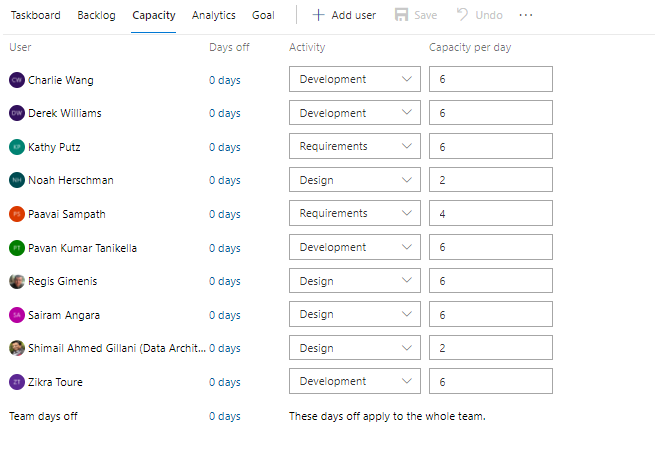 Taskboard Backlog Capacity Analytics Goal + Add user Save Undo ...
User Days off Activity Capacity per day
CW Charlie Wang 0 days Development 6
DW Derek Williams 0 days Development 6
KP Kathy Putz 0 days Requirements 6
NH Noah Herschman 0 days Design 2
PS Paavai Sampath 0 days Requirements 4
PT Pavan Kumar Tanikella 0 days Development 6
Regis Gimenis 0 days Design 6
SA Sairam Angara 0 days Design 6
Shimail Ahmed Gillani (Data Archit... 0 days Design 2
ZT Zikra Toure 0 days Development 6
Team days off 0 days These days off apply to the whole team.